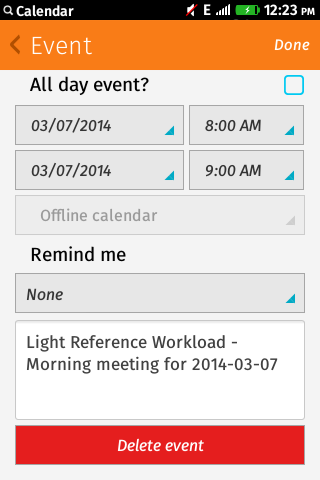 Calendar E 12:23 PM
Event Done
All day event?
03/07/2014 8:00 AM
03/07/2014 9:00 AM
Offline calendar
Remind me
None
Light Reference Workload -
Morning meeting for 2014-03-07
Delete event